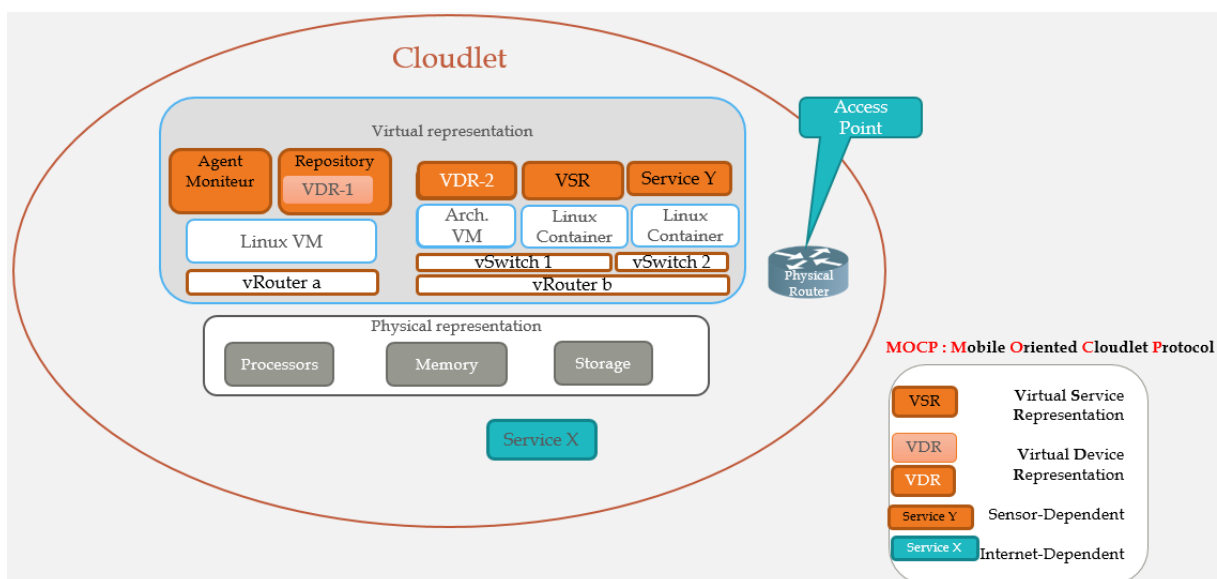 Cloudlet
Access
Point
Virtual representation
Agent
Moniteur
Repository
VDR-1
VDR-2
VSR
Service Y
Linux VM
Arch.
VM
Linux
Container
Linux
Container
vSwitch 1
vSwitch 2
vRouter a
vRouter b
Physical
Router
Physical representation
Processors
Memory
Storage
Service X
MOCP : Mobile Oriented Cloudlet Protocol
VSR
Virtual Service
Representation
VDR
VDR
Virtual Device
Representation
Service Y
Sensor-Dependent
Service X
Internet-Dependent